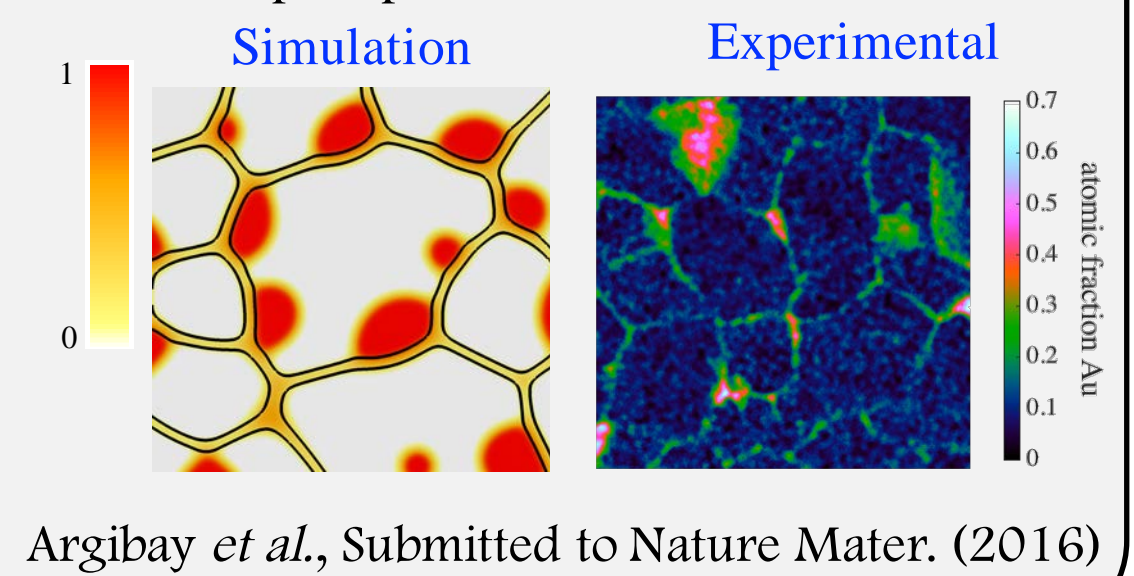 Simulation
Experimental
1
0
0.7
0.6
0.5
0.4
0.3
0.2
0.1
0
atomic fraction Au
Argibay et al., Submitted to Nature Mater. (2016)